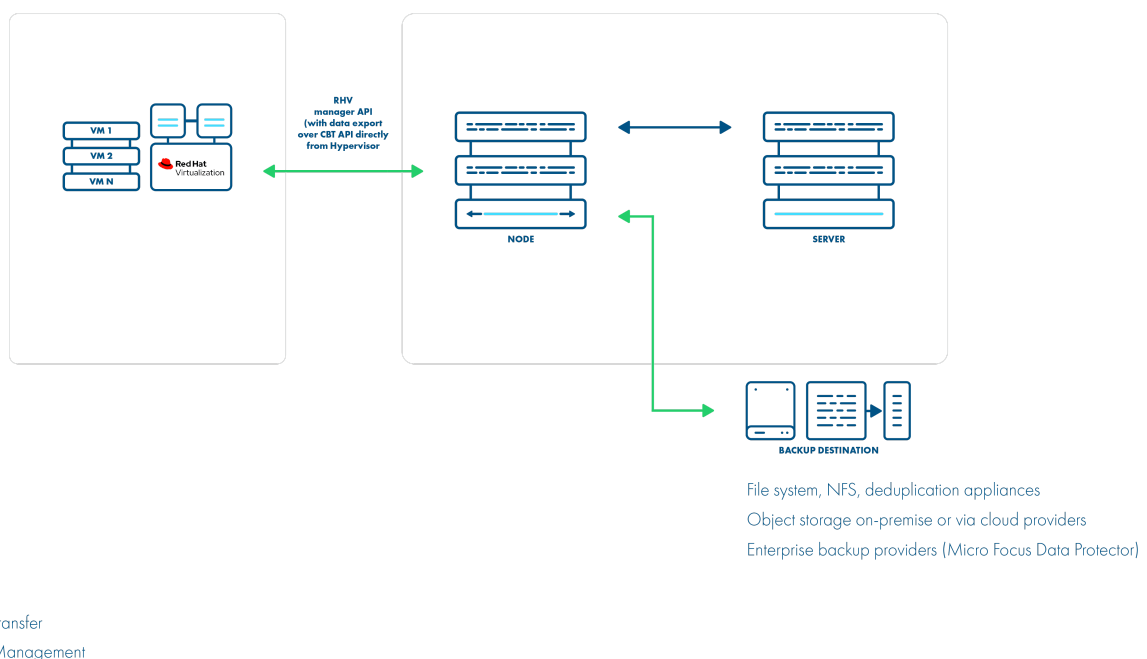 RHV
manager API
(with data export
over CBT API directly
from Hypervisor
VM 1
VM 2
VM N
Red Hat
Virtualization
NODE
SERVER
BACKUP DESTINATION
File system, NFS, deduplication appliances
Object storage on-premise or via cloud providers
Enterprise backup providers (Micro Focus Data Protector)
ansfer
Management